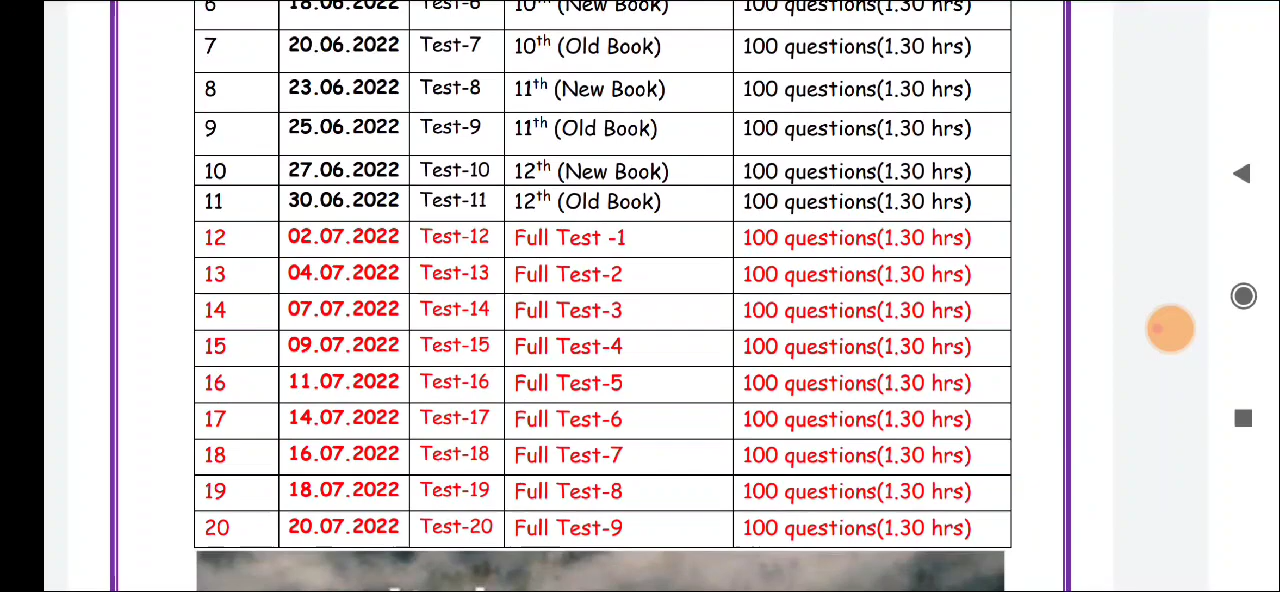 6 18.06.2022 Test-6 10th (New Book) 100 questions(1.30 hrs)
7 20.06.2022 Test-7 10th (Old Book) 100 questions(1.30 hrs)
8 23.06.2022 Test-8 11th (New Book) 100 questions(1.30 hrs)
9 25.06.2022 Test-9 11th (Old Book) 100 questions(1.30 hrs)
10 27.06.2022 Test-10 12th (New Book) 100 questions(1.30 hrs)
11 30.06.2022 Test-11 12th (Old Book) 100 questions(1.30 hrs)
12 02.07.2022 Test-12 Full Test -1 100 questions(1.30 hrs)
13 04.07.2022 Test-13 Full Test-2 100 questions(1.30 hrs)
14 07.07.2022 Test-14 Full Test-3 100 questions(1.30 hrs)
15 09.07.2022 Test-15 Full Test-4 100 questions(1.30 hrs)
16 11.07.2022 Test-16 Full Test-5 100 questions(1.30 hrs)
17 14.07.2022 Test-17 Full Test-6 100 questions(1.30 hrs)
18 16.07.2022 Test-18 Full Test-7 100 questions(1.30 hrs)
19 18.07.2022 Test-19 Full Test-8 100 questions(1.30 hrs)
20 20.07.2022 Test-20 Full Test-9 100 questions(1.30 hrs)